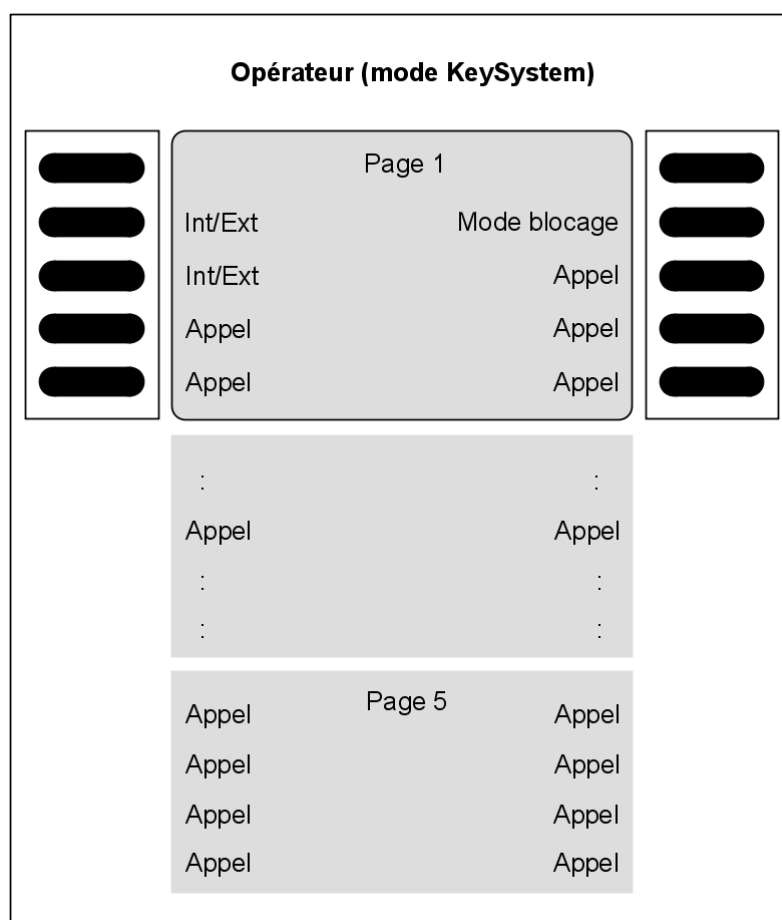 Opérateur (mode KeySystem)
Page 1
Int/Ext Mode blocage
Int/Ext Appel
Appel Appel
Appel Appel
: :
Appel Appel
: :
: :
Page 5
Appel Appel
Appel Appel
Appel Appel
Appel Appel